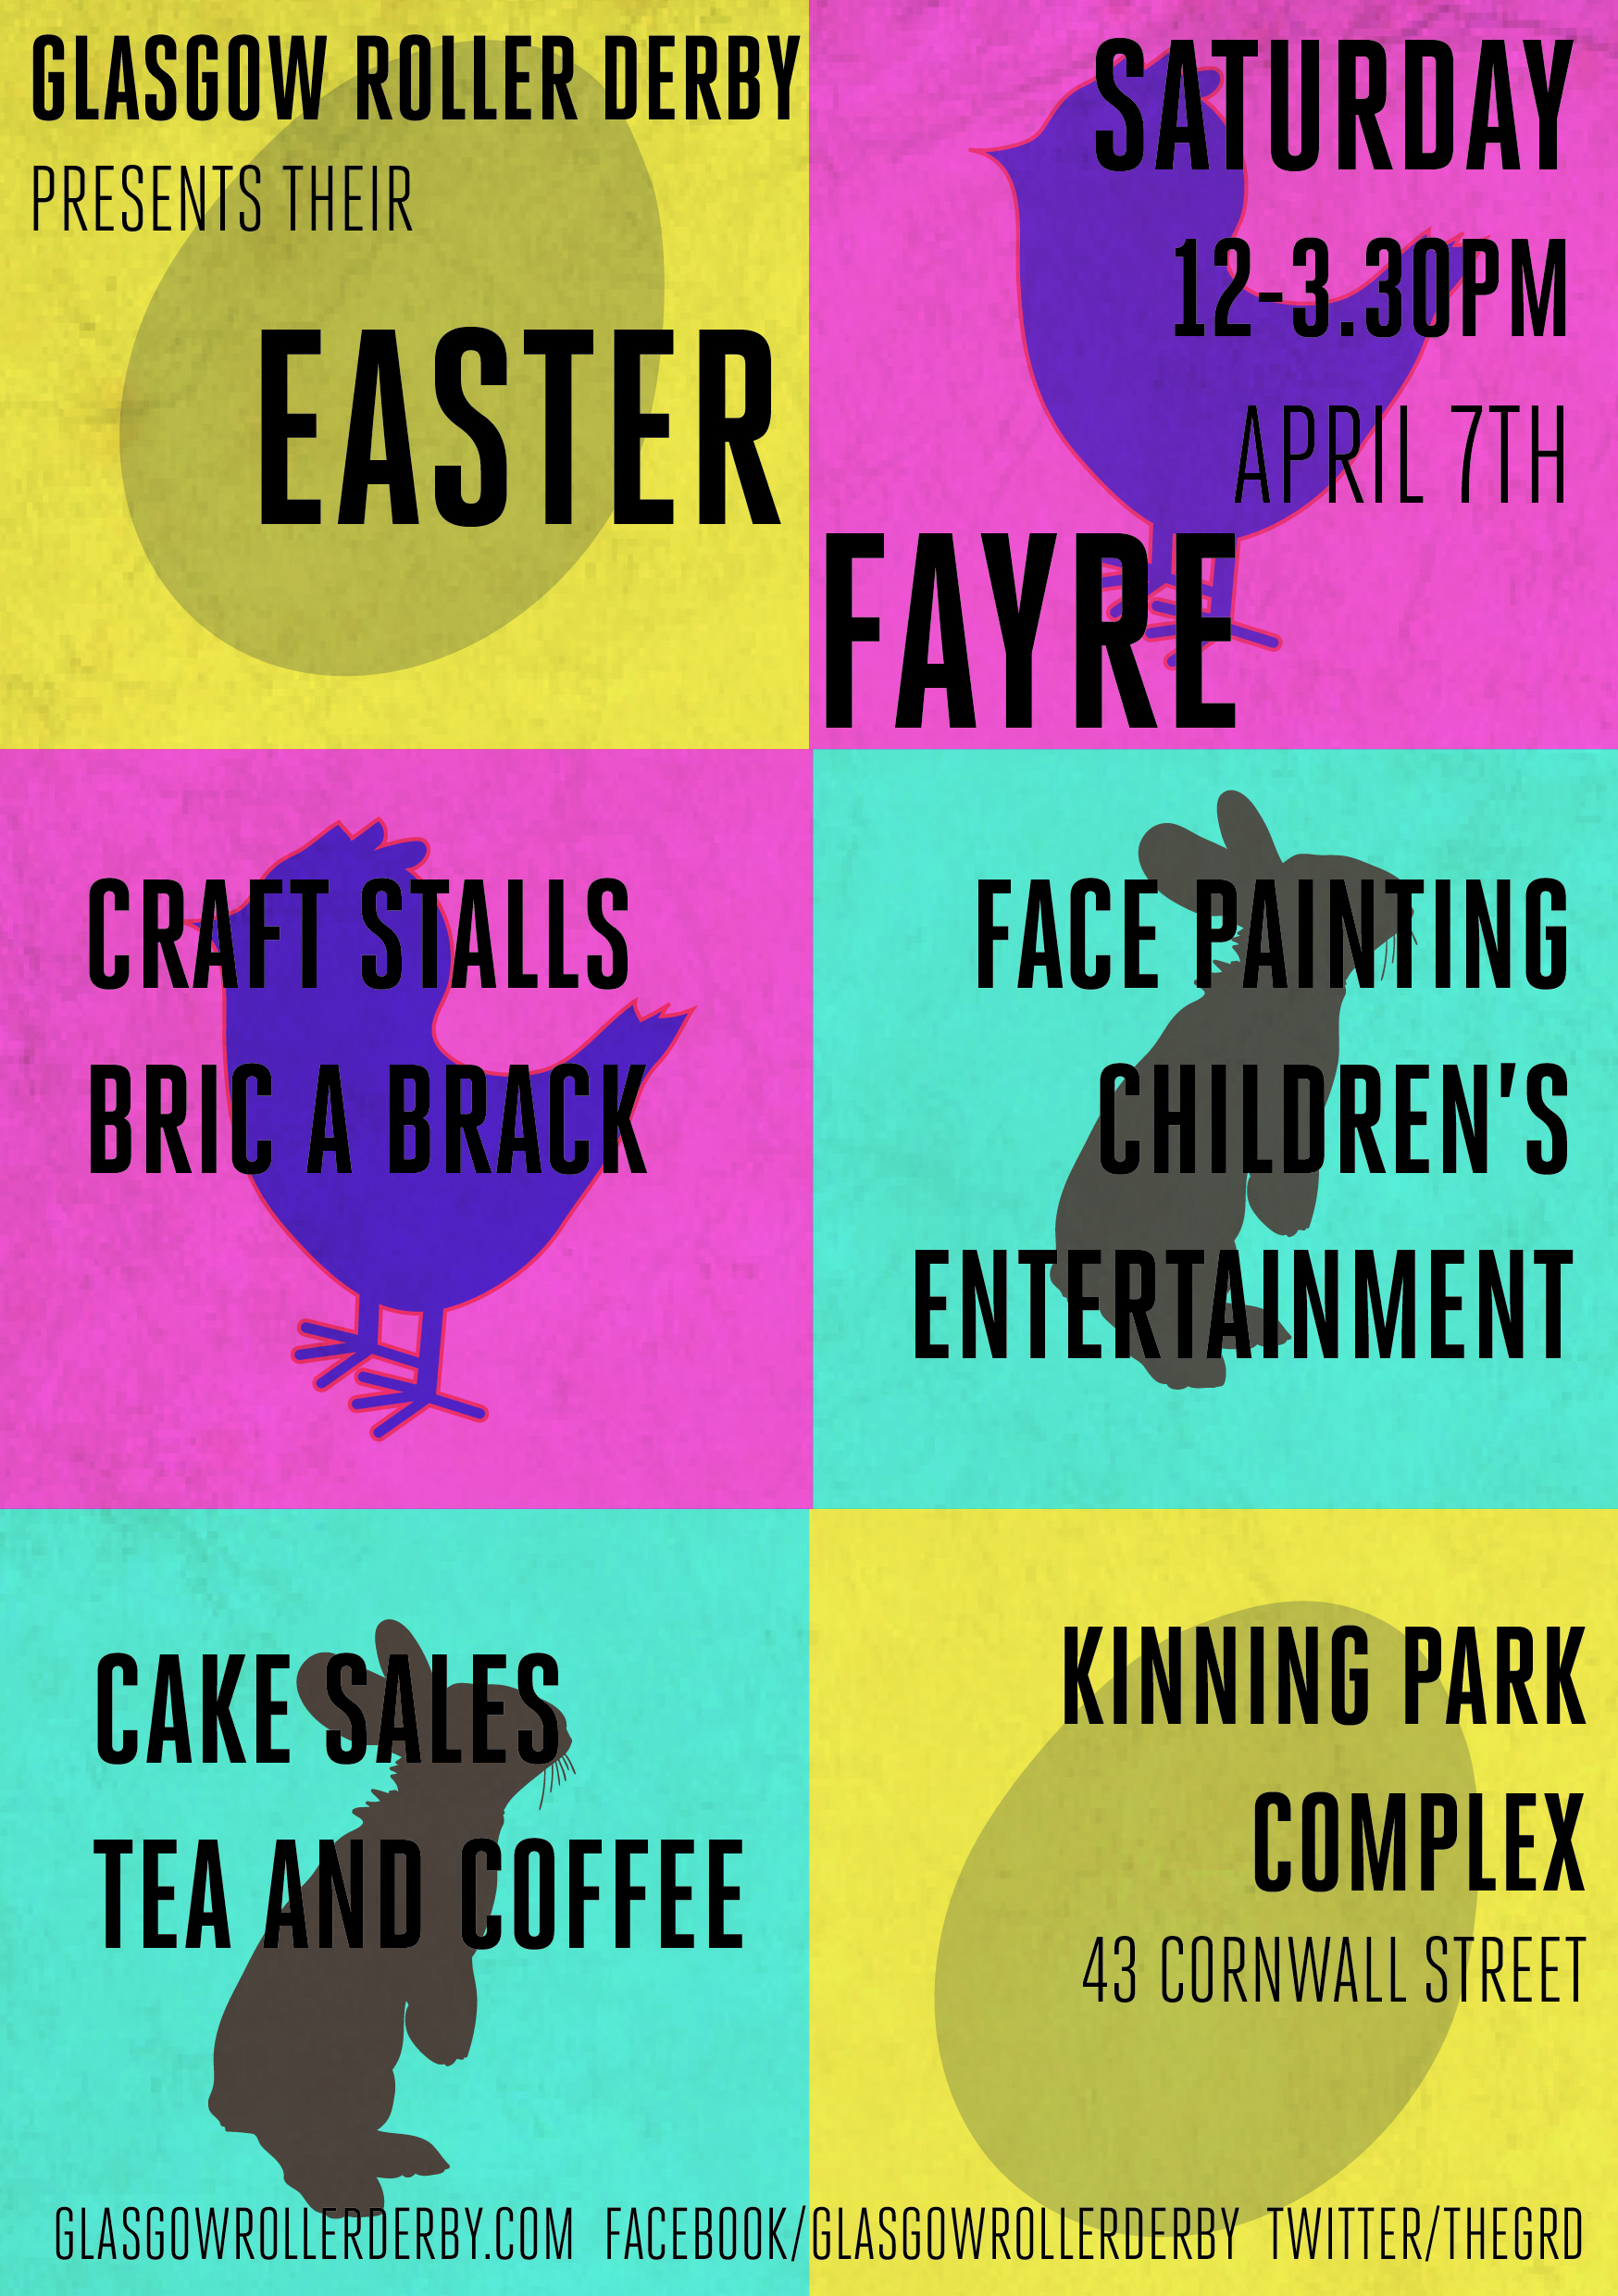 GLASGOW ROLLER DERBY
PRESENTS THEIR
EASTER
FAYRE
SATURDAY
12-3.30PM
APRIL 7TH
CRAFT STALLS
BRIC A BRACK
FACE PAINTING
CHILDREN'S
ENTERTAINMENT
CAKE SALES
TEA AND COFFEE
KINNING PARK
COMPLEX
43 CORNWALL STREET
GLASGOWROLLERDERBY.COM FACEBOOK/GLASGOWROLLERDERBY TWITTER/THEGRD